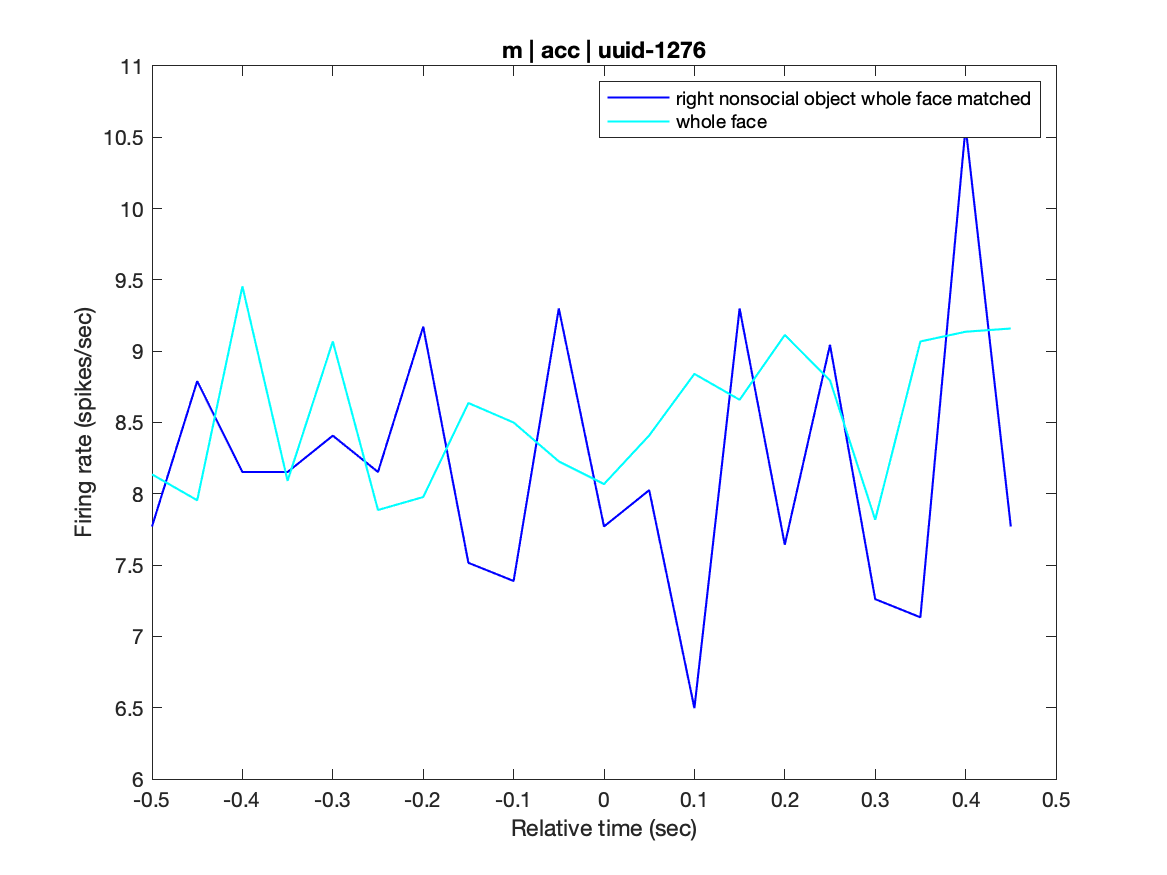 m | acc | uuid-1276
right nonsocial object whole face matched
whole face
11
10.5
10
9.5
9
8.5
8
7.5
7
6.5
6
-0.5 -0.4 -0.3 -0.2 -0.1 0 0.1 0.2 0.3 0.4 0.5
Relative time (sec)
Firing rate (spikes/sec)